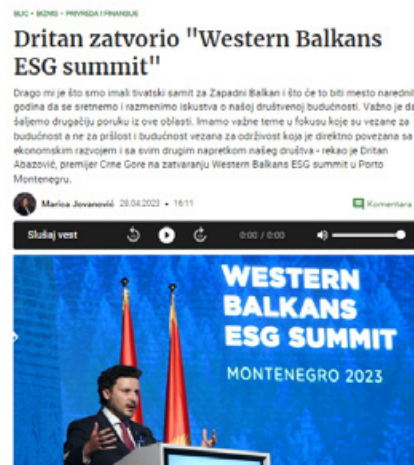 BLIC • BIZNIS • PRIVREDA I FINANSIJE
Dritan zatvorio "Western Balkans
ESG summit"
Drago mi je što smo imali tivatski samit za Zapadni Balkan i što će to biti mesto narednih
godina da se sretnemo i razmenimo iskustva o našoj društvenoj budućnosti. Važno je da
šaljemo drugačiju poruku iz ove oblasti. Imamo važne teme u fokusu koje su vezane za
budućnost a ne za pršlost i budućnost vezana za održivost koja je direktno povezana sa
ekonomskim razvojem i sa svim drugim napretkom našeg društva - rekao je Dritan
Abazović, premijer Crne Gore na zatvaranju Western Balkans ESG summit u Porto
Montenegru.
Marica Jovanović 28.04.2023 • 16:11 Komentara
Slušaj vest 0:00 / 0:00
WESTERN
BALKANS
ESG SUMMIT
MONTENEGRO 2023